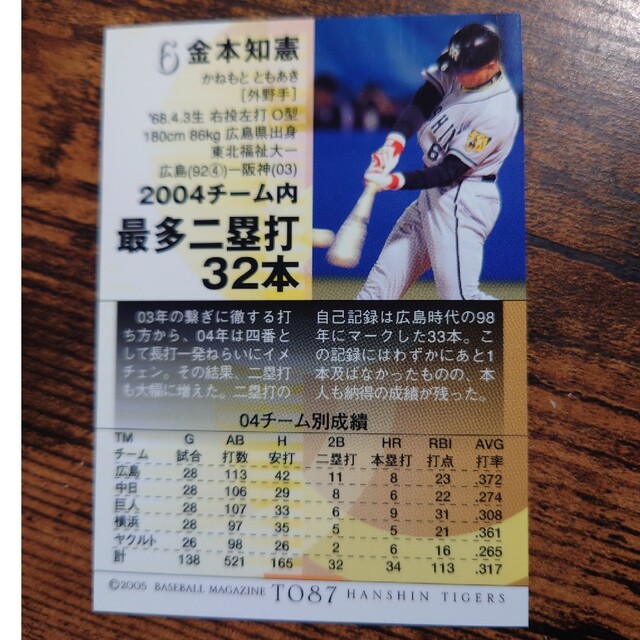 6 金本知憲
かねもと ともあき
[外野手]
'68.4.3生 右投左打 O型
180cm 86kg 広島県出身
東北福祉大―
広島(92④)―阪神(03)
2004チーム内
最多二塁打
32本
03年の繋ぎに徹する打
ち方から、04年は四番と
して長打一発ねらいにイメ
チェン。その結果、二塁打
も大幅に増えた。二塁打の
自己記録は広島時代の98
年にマークした33本。こ
の記録にはわずかにあと1
本及ばなかったものの、本
人も納得の成績が残った。
04チーム別成績
TM G AB H 2B HR RBI AVG
チーム 試合 打数 安打 二塁打 本塁打 打点 打率
広島 28 113 42 11 8 23 .372
中日 28 106 29 8 6 22 .274
巨人 28 107 33 6 9 31 .308
横浜 28 97 35 5 5 21 .361
ヤクルト 26 98 26 2 6 16 .265
計 138 521 165 32 34 113 .317
©2005 BASEBALL MAGAZINE TO87 HANSHIN TIGERS